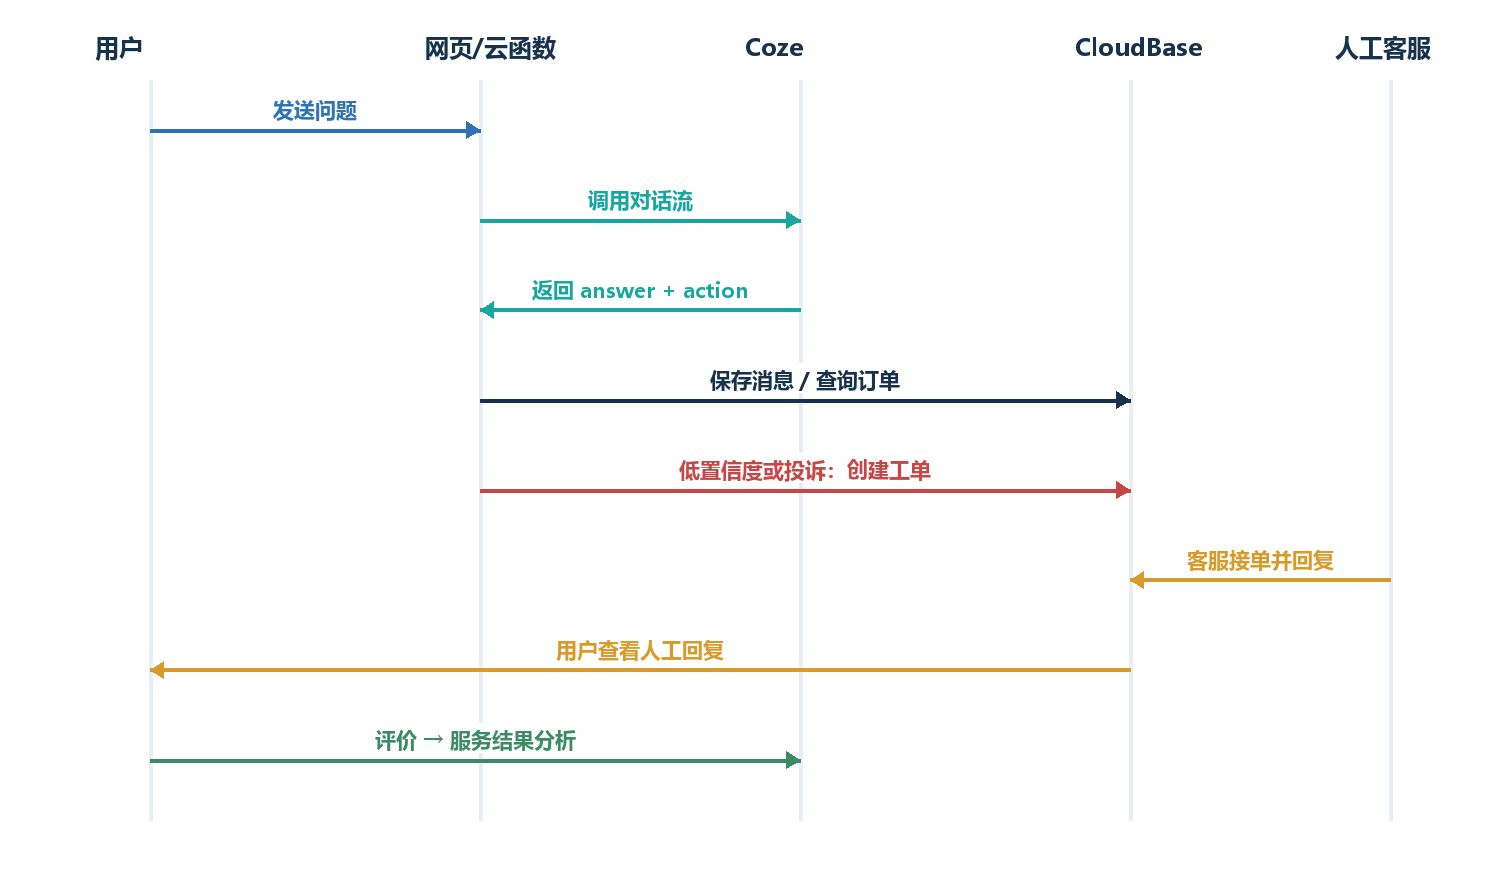 用户
网页/云函数
Coze
CloudBase
人工客服
发送问题
调用对话流
返回 answer + action
保存消息 / 查询订单
低置信度或投诉：创建工单
客服接单并回复
用户查看人工回复
评价 → 服务结果分析